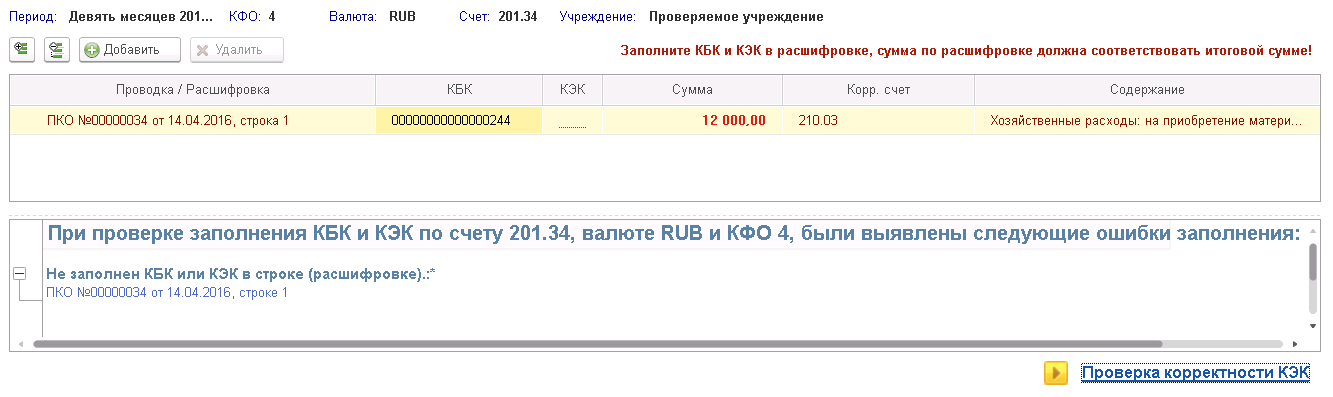 Период: Девять месяцев 201... КФО: 4 Валюта: RUB Счет: 201.34 Учреждение: Проверяемое учреждение
Добавить Удалить Заполните КБК и КЭК в расшифровке, сумма по расшифровке должна соответствовать итоговой сумме!
Проводка / Расшифровка КБК КЭК Сумма Корр. счет Содержание
ПКО №00000034 от 14.04.2016, строка 1 00000000000000244 12 000,00 210.03 Хозяйственные расходы: на приобретение матери...
При проверке заполнения КБК и КЭК по счету 201.34, валюте RUB и КФО 4, были выявлены следующие ошибки заполнения:
Не заполнен КБК или КЭК в строке (расшифровке).:*
ПКО №00000034 от 14.04.2016, строке 1
Проверка корректности КЭК